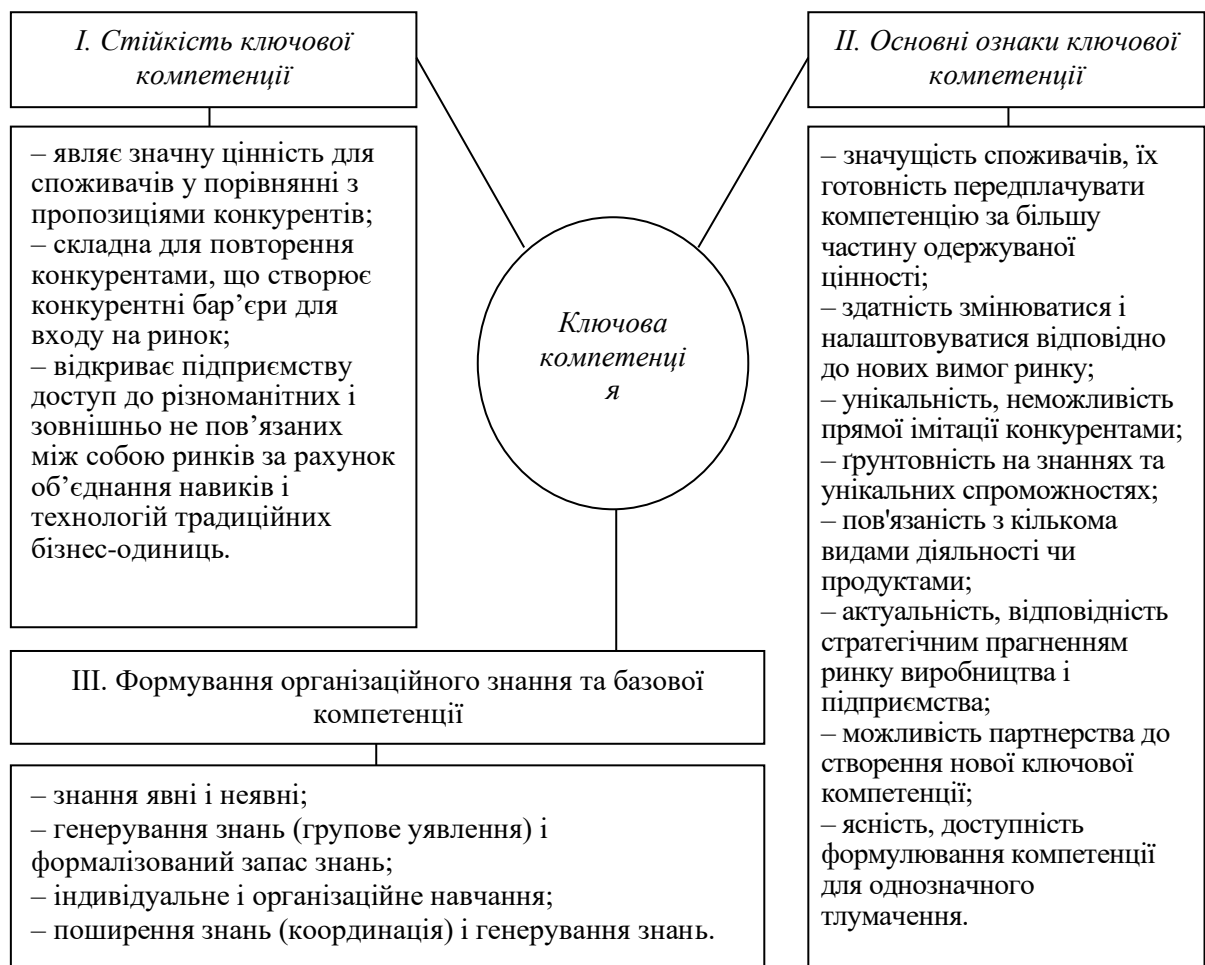 I. Стійкість ключової
компетенції
– являє значну цінність для
споживачів у порівнянні з
пропозиціями конкурентів;
– складна для повторення
конкурентами, що створює
конкурентні бар’єри для
входу на ринок;
– відкриває підприємству
доступ до різноманітних і
зовнішньо не пов’язаних
між собою ринків за рахунок
об’єднання навиків і
технологій традиційних
бізнес-одиниць.
Ключова
компетенці
я
II. Основні ознаки ключової
компетенції
– значущість споживачів, їх
готовність передплачувати
компетенцію за більшу
частину одержуваної
цінності;
– здатність змінюватися і
налаштовуватися відповідно
до нових вимог ринку;
– унікальність, неможливість
прямої імітації конкурентами;
– ґрунтовність на знаннях та
унікальних спроможностях;
– пов'язаність з кількома
видами діяльності чи
продуктами;
– актуальність, відповідність
стратегічним прагненням
ринку виробництва і
підприємства;
– можливість партнерства до
створення нової ключової
компетенції;
– ясність, доступність
формулювання компетенції
для однозначного
тлумачення.
III. Формування організаційного знання та базової
компетенції
– знання явні і неявні;
– генерування знань (групове уявлення) і
формалізований запас знань;
– індивідуальне і організаційне навчання;
– поширення знань (координація) і генерування знань.